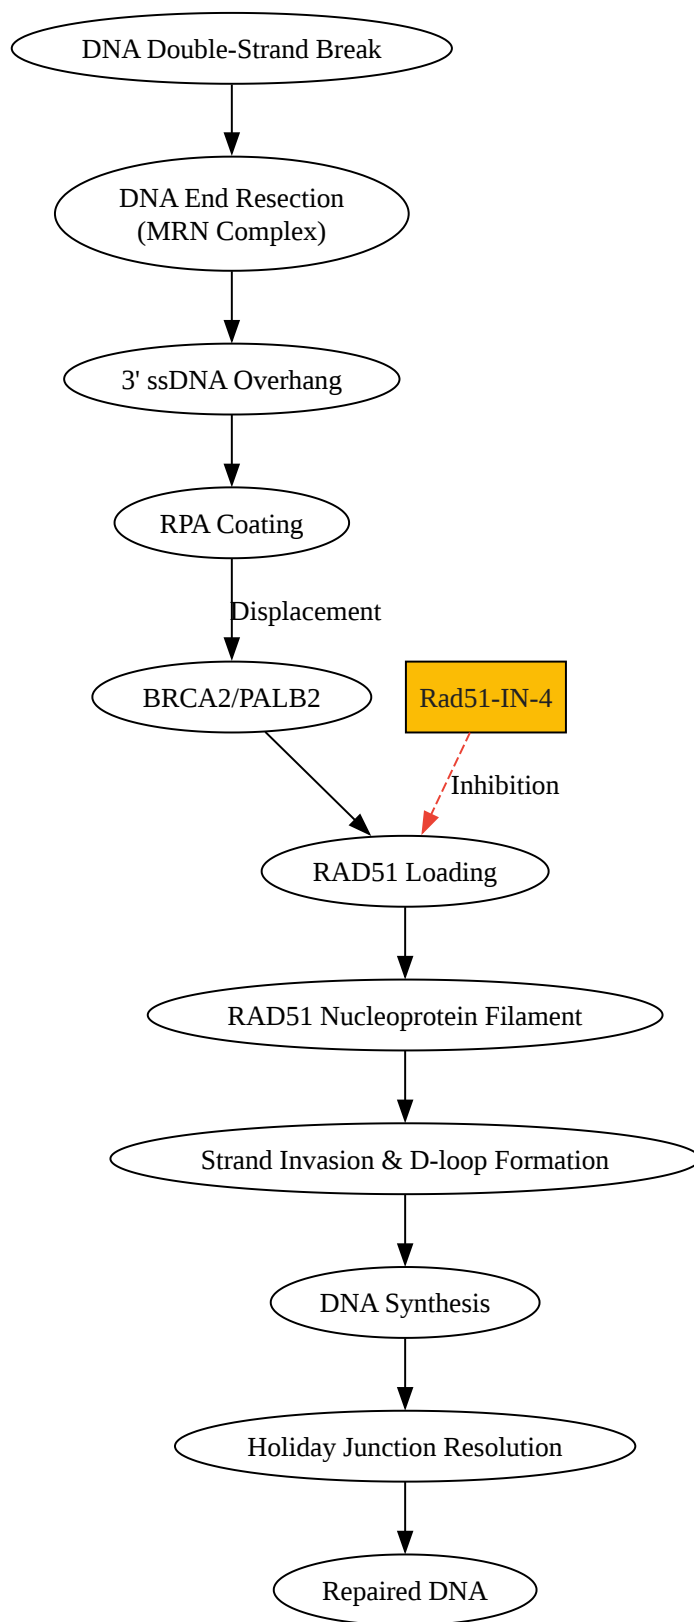 DNA Double-Strand Break
DNA End Resection
(MRN Complex)
3' ssDNA Overhang
RPA Coating
Displacement
BRCA2/PALB2
Rad51-IN-4
Inhibition
RAD51 Loading
RAD51 Nucleoprotein Filament
Strand Invasion & D-loop Formation
DNA Synthesis
Holiday Junction Resolution
Repaired DNA